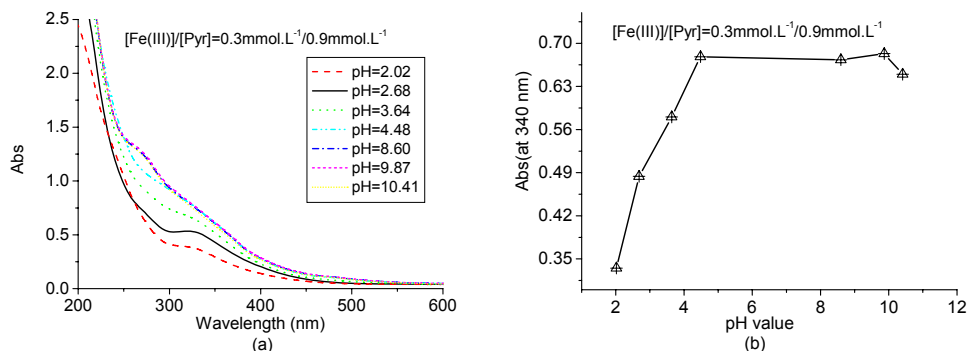 [Fe(III)]/[Pyr]=0.3mmol.L⁻¹/0.9mmol.L⁻¹
pH=2.02
pH=2.68
pH=3.64
pH=4.48
pH=8.60
pH=9.87
pH=10.41
2.5
2.0
1.5
1.0
0.5
0.0
Abs
200 300 400 500 600
Wavelength (nm)
(a)
[Fe(III)]/[Pyr]=0.3mmol.L⁻¹/0.9mmol.L⁻¹
0.70
0.63
0.56
0.49
0.42
0.35
Abs(at 340 nm)
0 2 4 6 8 10 12
pH value
(b)